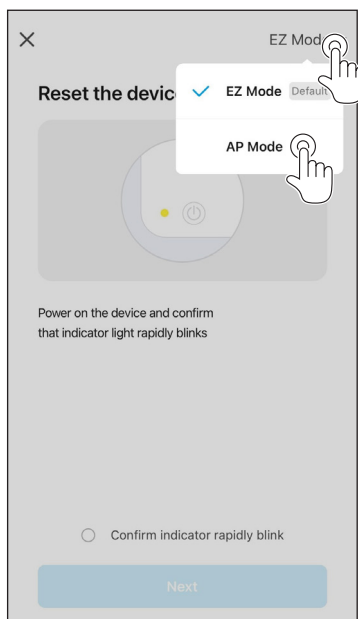 EZ Mod
Reset the devic
EZ Mode Default
AP Mode
Power on the device and confirm
that indicator light rapidly blinks
Confirm indicator rapidly blink
Next